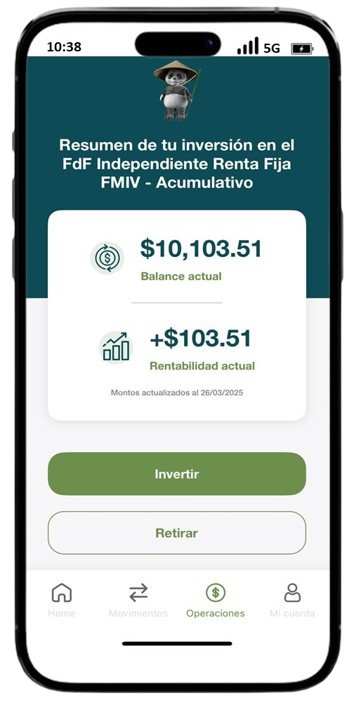 10:38
5G
Resumen de tu inversión en el
FdF Independiente Renta Fija
FMIV - Acumulativo
$10,103.51
Balance actual
+$103.51
Rentabilidad actual
Montos actualizados al 26/03/2025
Invertir
Retirar
Home Movimientos Operaciones Mi cuenta